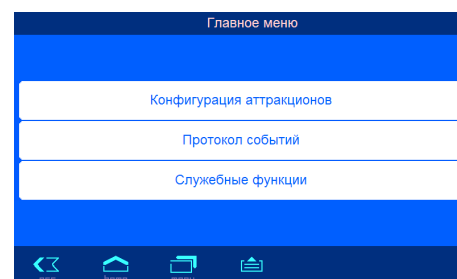 Главное меню
Конфигурация аттракционов
Протокол событий
Служебные функции